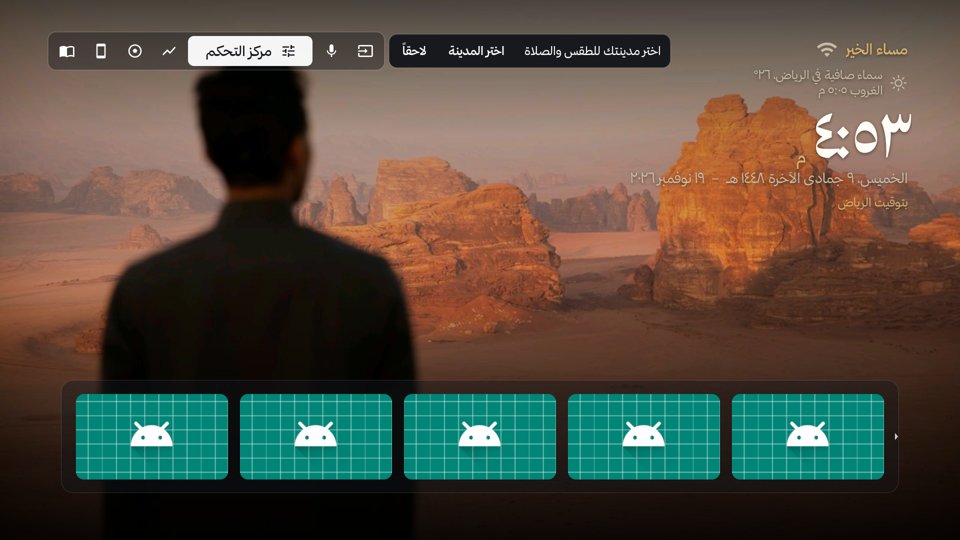 مساء الخير
سماء صافية في الرياض، ٢٦°
الغروب ٥:٠٥ م
٤:٥٣ م
الخميس، ٩ جمادى الآخرة ١٤٤٨ هـ – ١٩ نوفمبر ٢٠٢٦
بتوقيت الرياض
اختر مدينتك للطقس والصلاة
اختر المدينة
لاحقاً
مركز التحكم